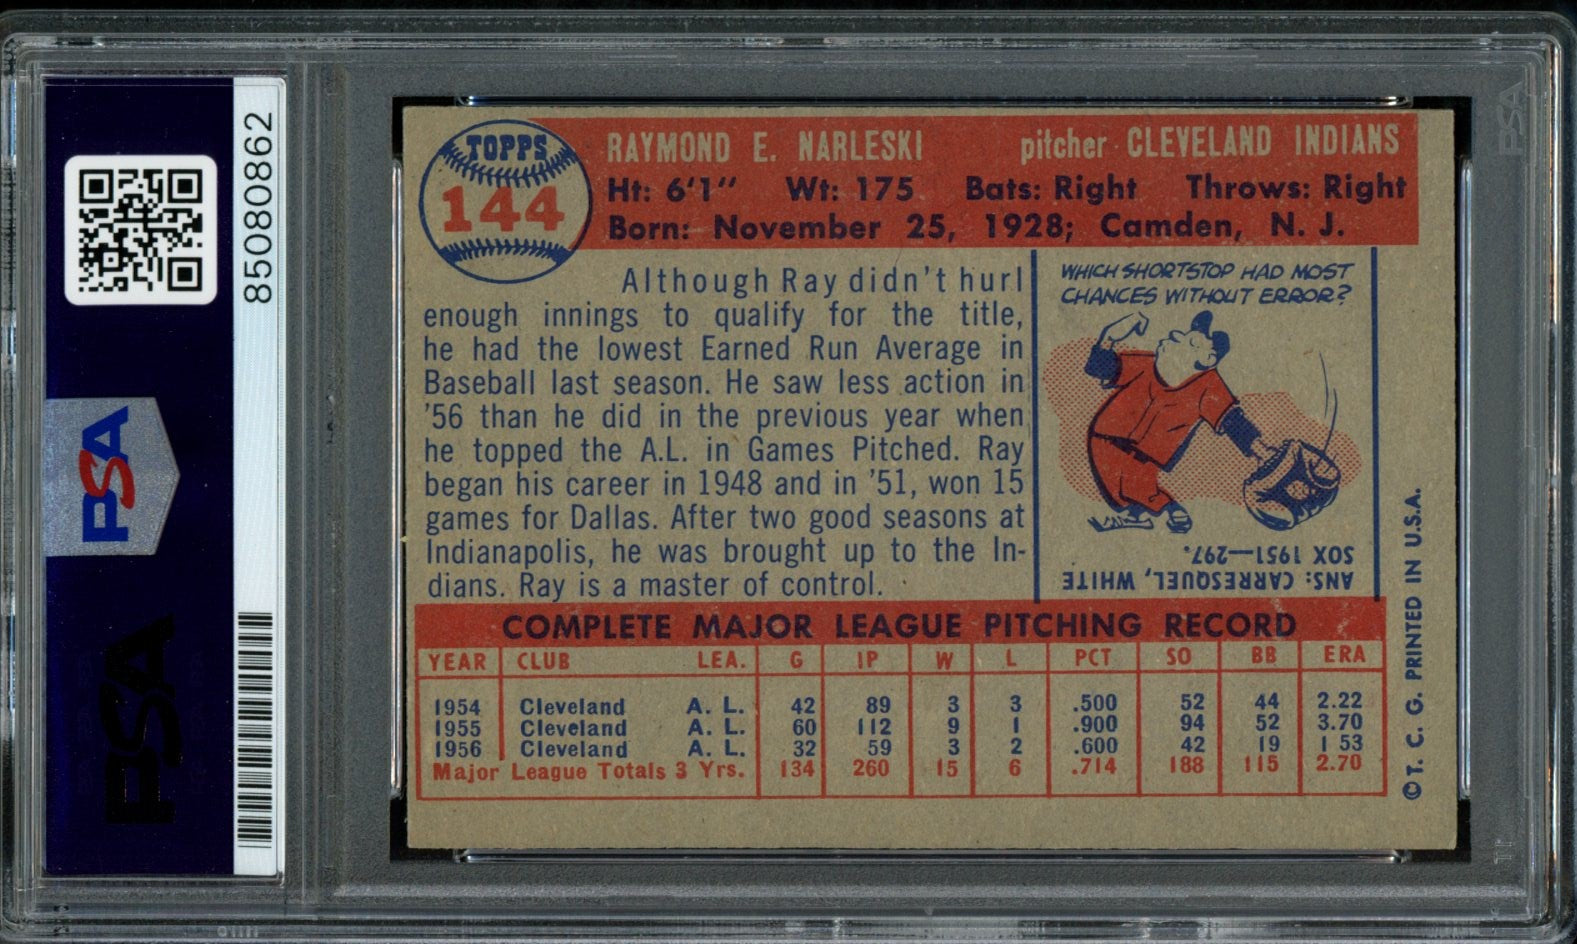 85080862
PSA
PSA
TOPPS
144
RAYMOND E. NARLESKI pitcher CLEVELAND INDIANS
Ht: 6'1" Wt: 175 Bats: Right Throws: Right
Born: November 25, 1928; Camden, N. J.
Although Ray didn't hurl
enough innings to qualify for the title,
he had the lowest Earned Run Average in
Baseball last season. He saw less action in
'56 than he did in the previous year when
he topped the A.L. in Games Pitched. Ray
began his career in 1948 and in '51, won 15
games for Dallas. After two good seasons at
Indianapolis, he was brought up to the In-
dians. Ray is a master of control.
WHICH SHORTSTOP HAD MOST
CHANCES WITHOUT ERROR?
ANS: CARRESQUEL, WHITE
SOX 1951—297.
COMPLETE MAJOR LEAGUE PITCHING RECORD
YEAR CLUB LEA. G IP W L PCT SO BB ERA
1954 Cleveland A. L. 42 89 3 3 .500 52 44 2.22
1955 Cleveland A. L. 60 112 9 1 .900 94 52 3.70
1956 Cleveland A. L. 32 59 3 2 .600 42 19 1 53
Major League Totals 3 Yrs. 134 260 15 6 .714 188 115 2.70
© T. C. G. PRINTED IN U.S.A.
PSA